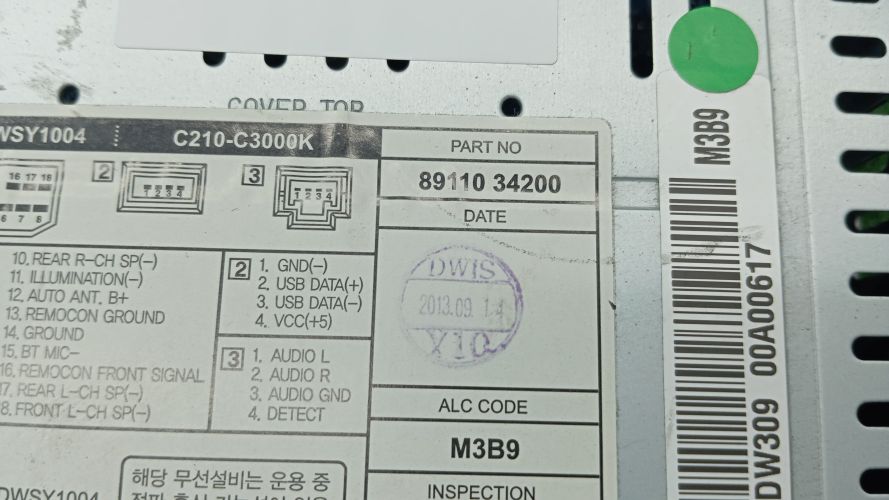 COVER TOP
WSY1004 C210-C3000K
PART NO
89110 34200
DATE
DWIS
2013.09.14
X10
ALC CODE
M3B9
INSPECTION
16 17 18
6 7 8
2
1 2 3 4
3
1 2 3 4
10. REAR R-CH SP(-)
11. ILLUMINATION(-)
12. AUTO ANT. B+
13. REMOCON GROUND
14. GROUND
15. BT MIC-
16. REMOCON FRONT SIGNAL
17. REAR L-CH SP(-)
18. FRONT L-CH SP(-)
2
1. GND(-)
2. USB DATA(+)
3. USB DATA(-)
4. VCC(+5)
3
1. AUDIO L
2. AUDIO R
3. AUDIO GND
4. DETECT
DWSY1004
해당 무선설비는 운용 중
M3B9
DW309 00A00617